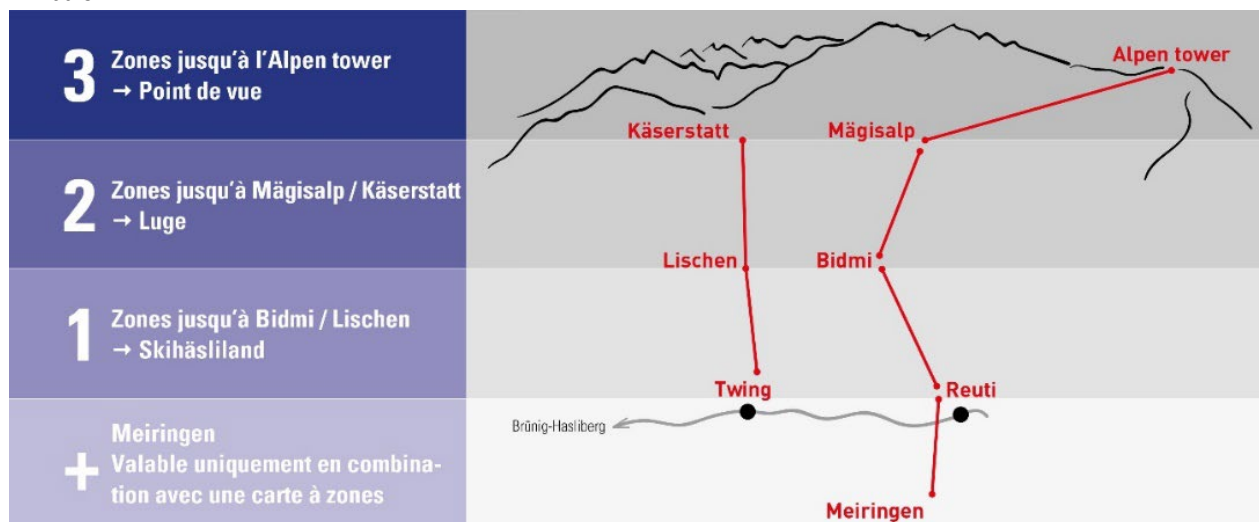 3
Zones jusqu'à l'Alpen tower
→ Point de vue
Alpen tower
Käserstatt
Mägisalp
2
Zones jusqu'à Mägisalp / Käserstatt
→ Luge
Lischen
Bidmi
1
Zones jusqu'à Bidmi / Lischen
→ Skihäsliland
Twing
Reuti
Brünig-Hasliberg
+
Meiringen
Valable uniquement en combina-
tion avec une carte à zones
Meiringen